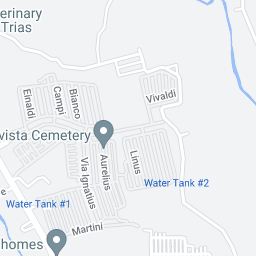 erinary
Trias
Einaldi
Campi
Bianco
Vivaldi
vista Cemetery
Via Ignatius
Aurelius
Linus
Water Tank #2
Water Tank #1
e
Martini
homes